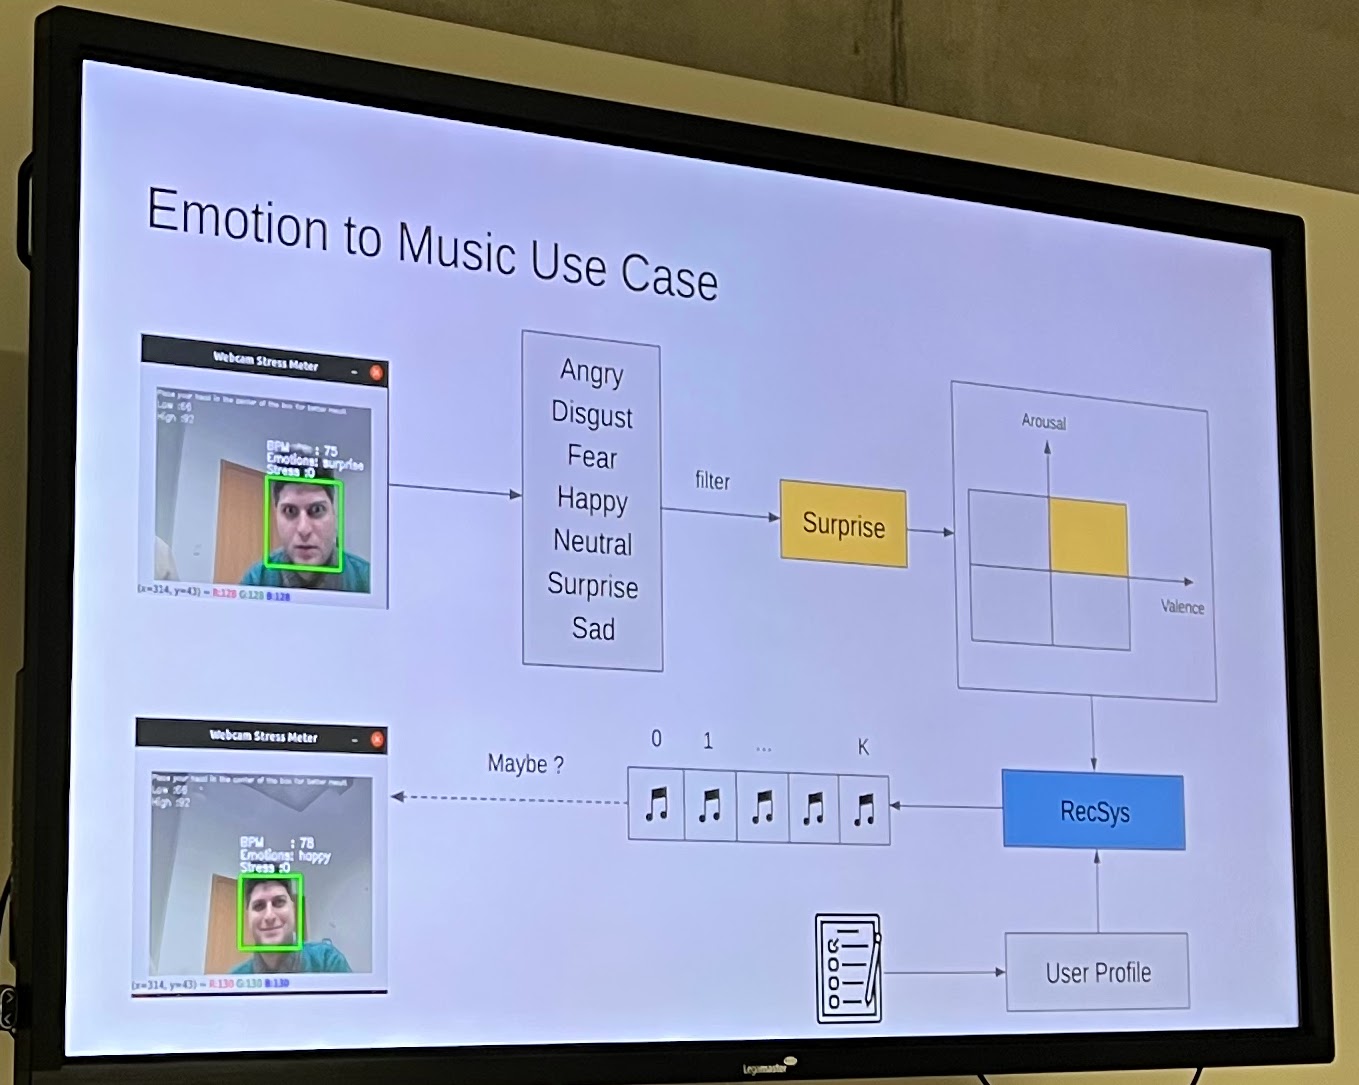 Emotion to Music Use Case
Webcam Stress Meter
Place your head in the center of the box for better result
Low :66
High :92
BPM : 75
Emotions: surprise
Stress :0
(x=314, y=43) ~ R:128 G:128 B:128
Angry
Disgust
Fear
Happy
Neutral
Surprise
Sad
filter
Surprise
Arousal
Valence
Webcam Stress Meter
Place your head in the center of the box for better result
Low :66
High :92
BPM : 78
Emotions: happy
Stress :0
(x=314, y=43) ~ R:130 G:130 B:130
Maybe ?
0 1 ... K
RecSys
User Profile
Legamaster